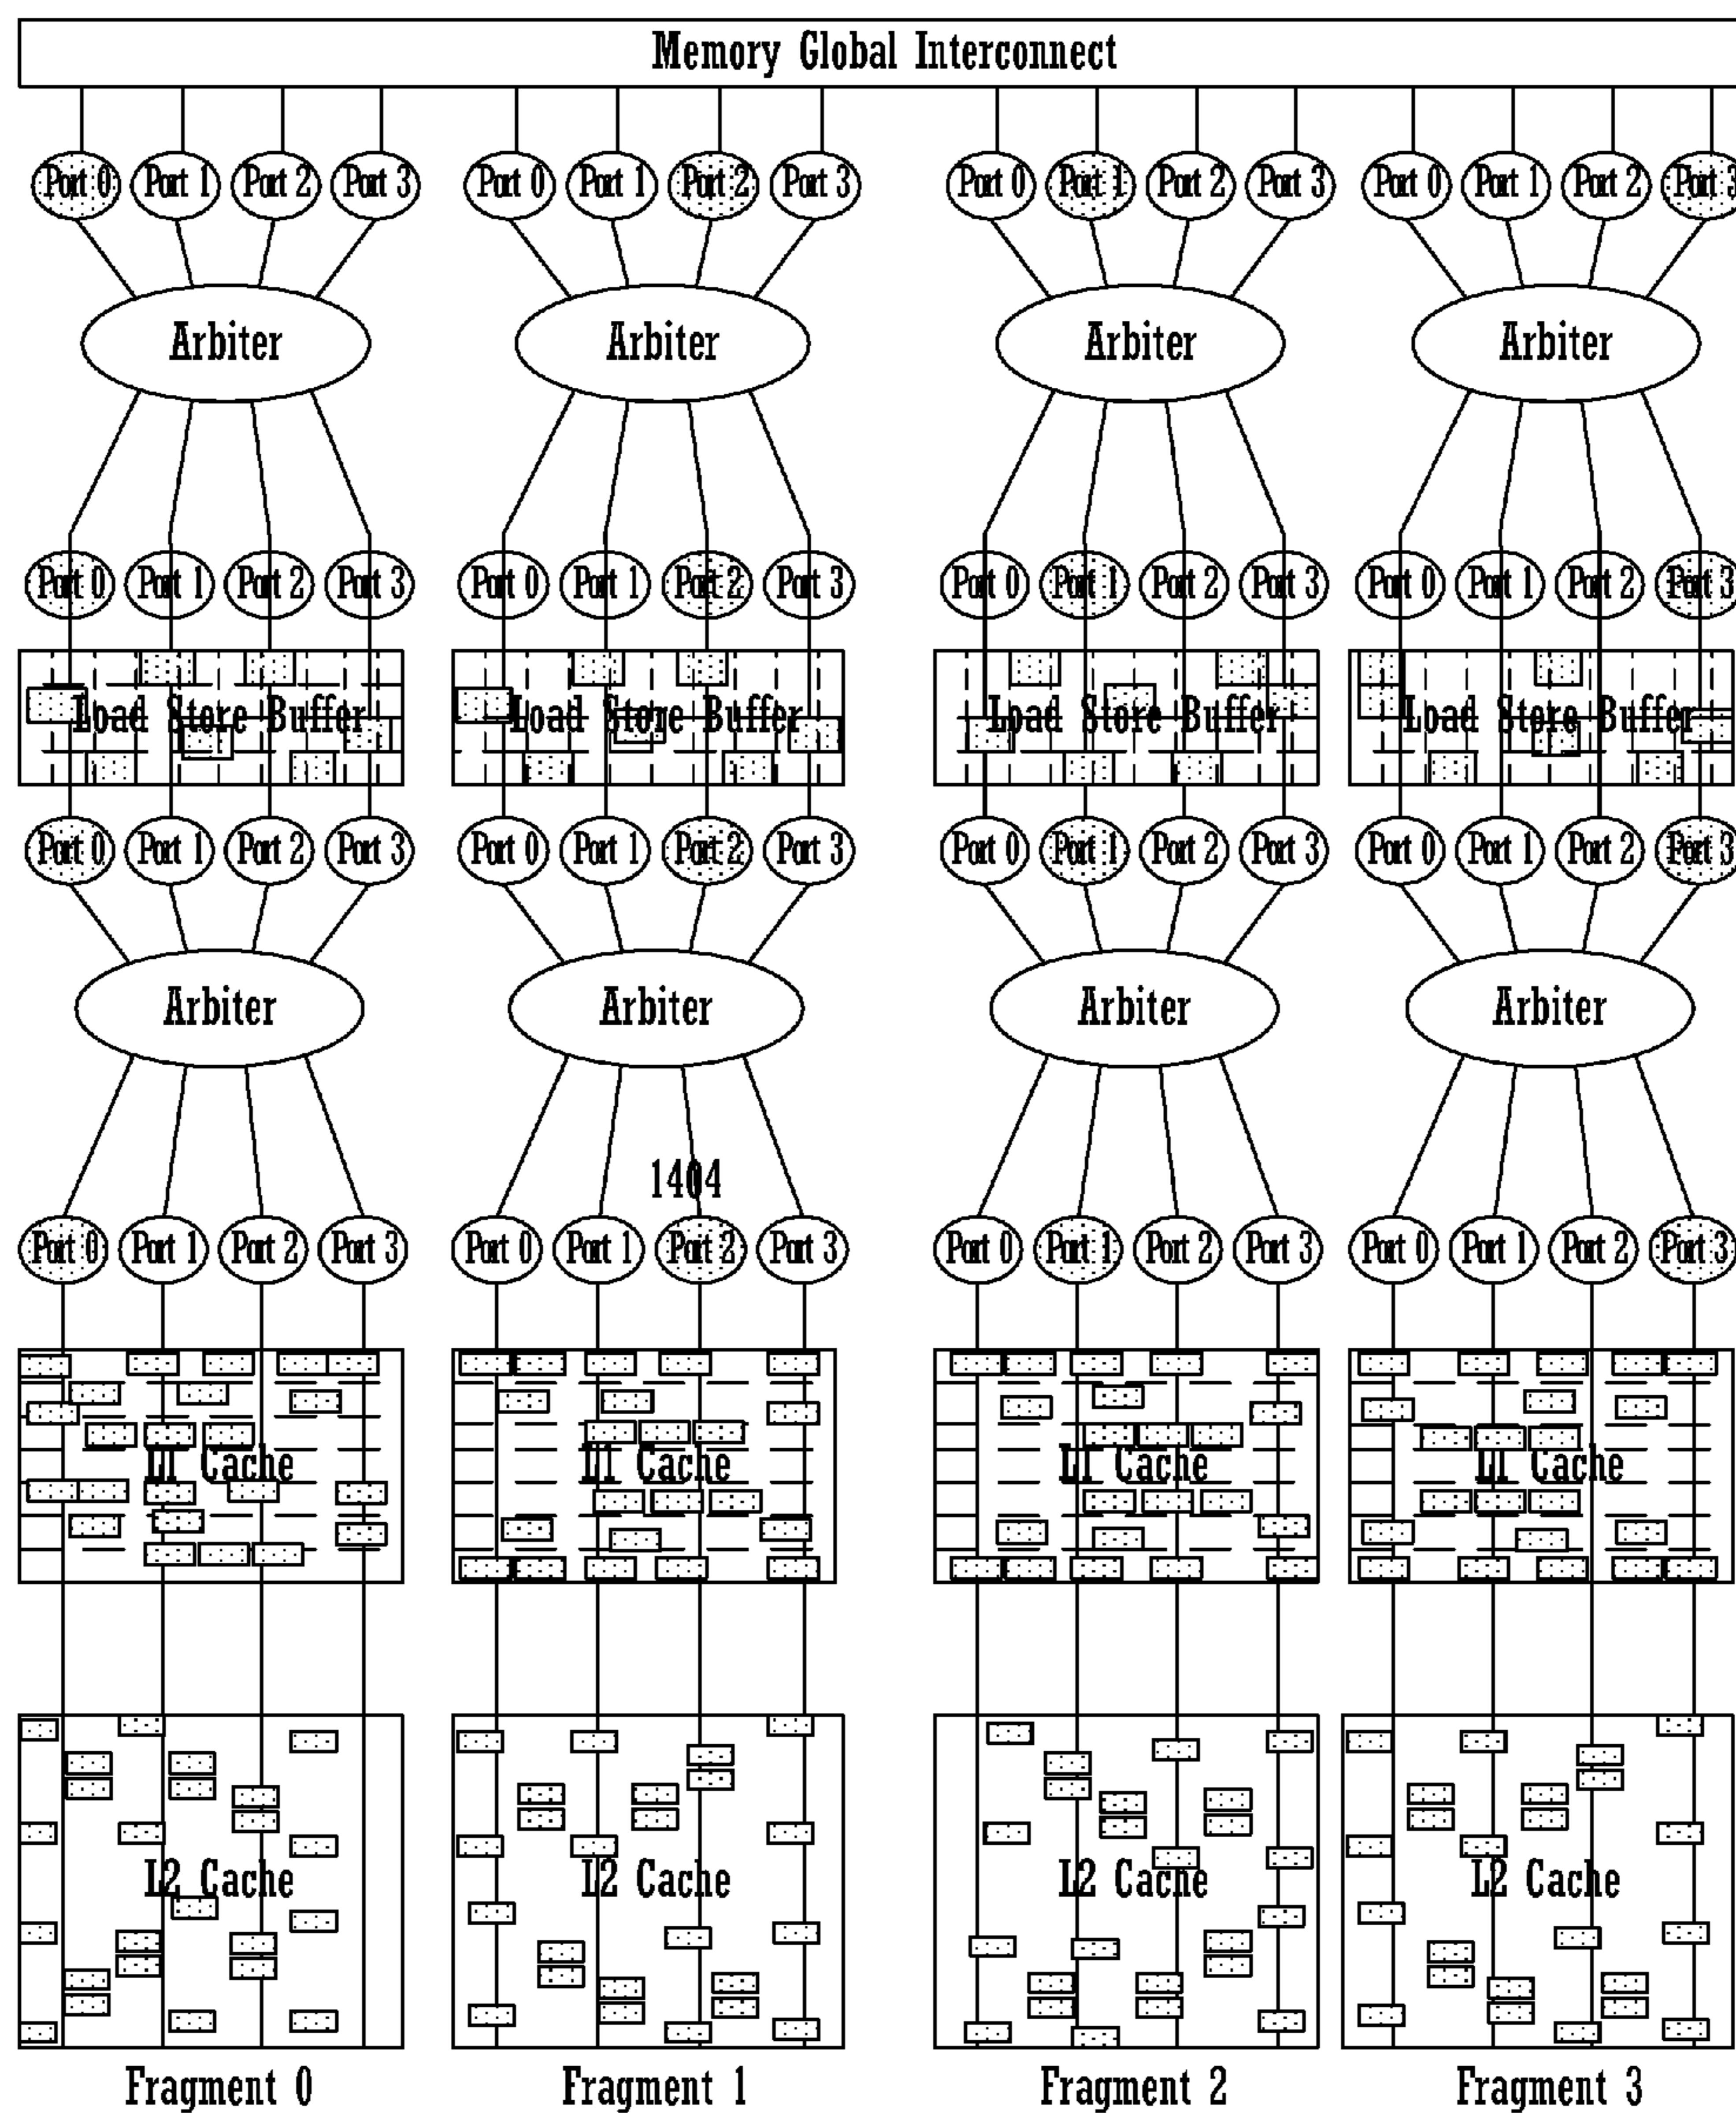 Memory Global Interconnect
Port 0 Port 1 Port 2 Port 3 Port 0 Port 1 Port 2 Port 3 Port 0 Port 1 Port 2 Port 3 Port 0 Port 1 Port 2 Port 3
Arbiter Arbiter Arbiter Arbiter
Port 0 Port 1 Port 2 Port 3 Port 0 Port 1 Port 2 Port 3 Port 0 Port 1 Port 2 Port 3 Port 0 Port 1 Port 2 Port 3
Load Store Buffer Load Store Buffer Load Store Buffer Load Store Buffer
Port 0 Port 1 Port 2 Port 3 Port 0 Port 1 Port 2 Port 3 Port 0 Port 1 Port 2 Port 3 Port 0 Port 1 Port 2 Port 3
Arbiter Arbiter Arbiter Arbiter
1404
Port 0 Port 1 Port 2 Port 3 Port 0 Port 1 Port 2 Port 3 Port 0 Port 1 Port 2 Port 3 Port 0 Port 1 Port 2 Port 3
L1 Cache L1 Cache L1 Cache L1 Cache
L2 Cache L2 Cache L2 Cache L2 Cache
Fragment 0 Fragment 1 Fragment 2 Fragment 3